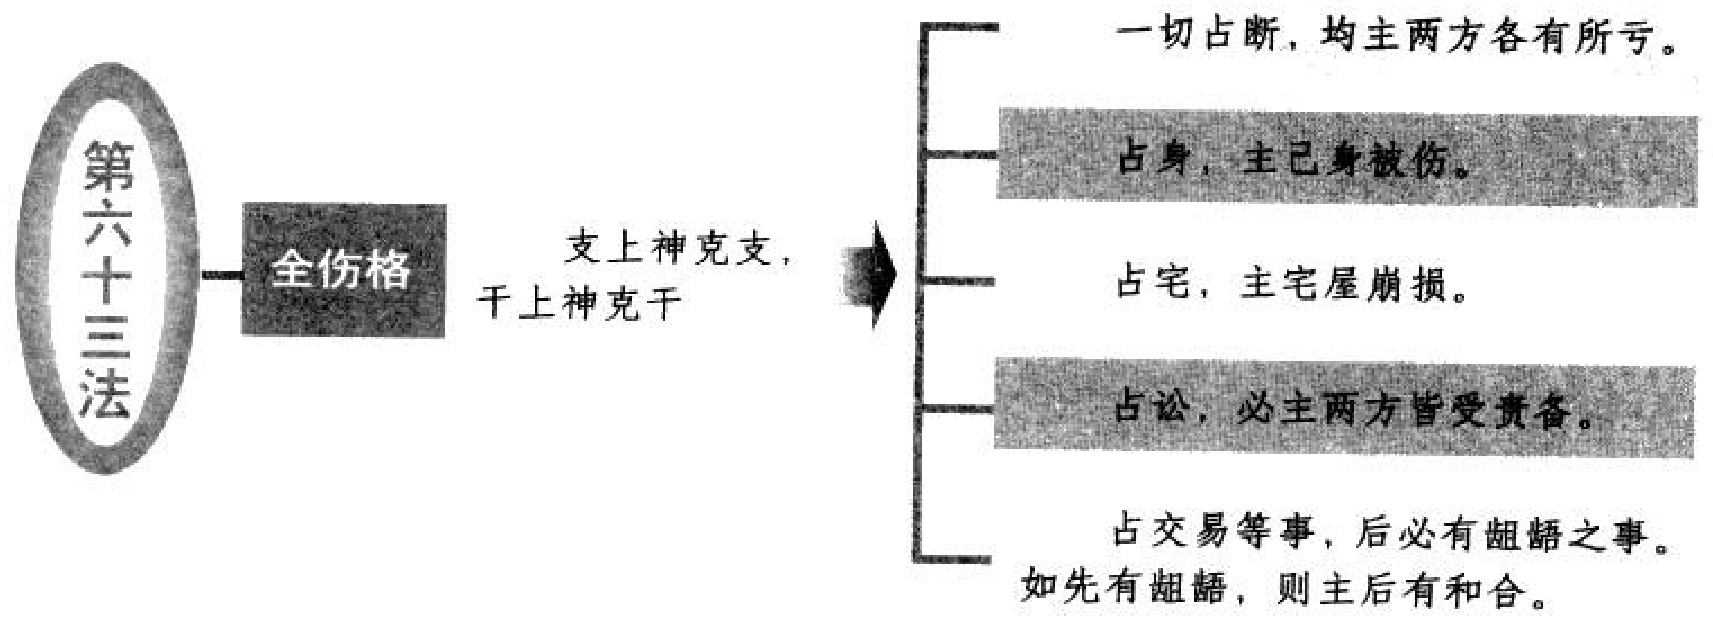 第六十三法
全伤格
支上神克支，
干上神克干
一切占断，均主两方各有所亏。
占身，主己身被伤。
占宅，主宅屋崩损。
占讼，必主两方皆受责备。
占交易等事，后必有龃龉之事。
如先有龃龉，则主后有和合。